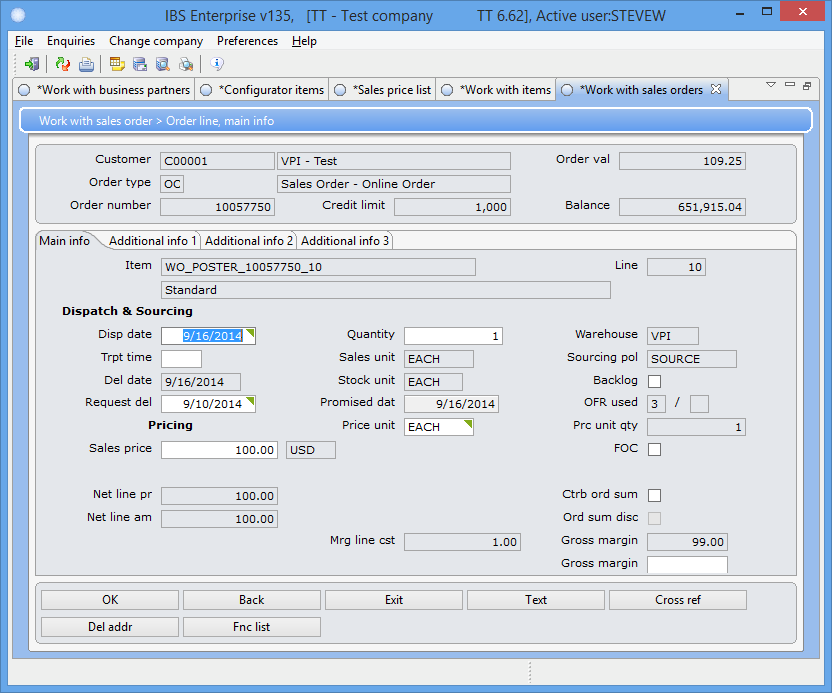 IBS Enterprise v135, [TT - Test company TT 6.62], Active user:STEVEW
File Enquiries Change company Preferences Help
*Work with business partners *Configurator items *Sales price list *Work with items *Work with sales orders
Work with sales order > Order line, main info
Customer C00001 VPI - Test Order val 109.25
Order type OC Sales Order - Online Order
Order number 10057750 Credit limit 1,000 Balance 651,915.04
Main info Additional info 1 Additional info 2 Additional info 3
Item WO_POSTER_10057750_10 Line 10
Standard
Dispatch & Sourcing
Disp date 9/16/2014 Quantity 1 Warehouse VPI
Trpt time Sales unit EACH Sourcing pol SOURCE
Del date 9/16/2014 Stock unit EACH Backlog
Request del 9/10/2014 Promised dat 9/16/2014 OFR used 3 /
Pricing Price unit EACH Prc unit qty 1
Sales price 100.00 USD FOC
Net line pr 100.00 Ctrb ord sum
Net line am 100.00 Ord sum disc
Mrg line cst 1.00 Gross margin 99.00
Gross margin
OK Back Exit Text Cross ref
Del addr Fnc list